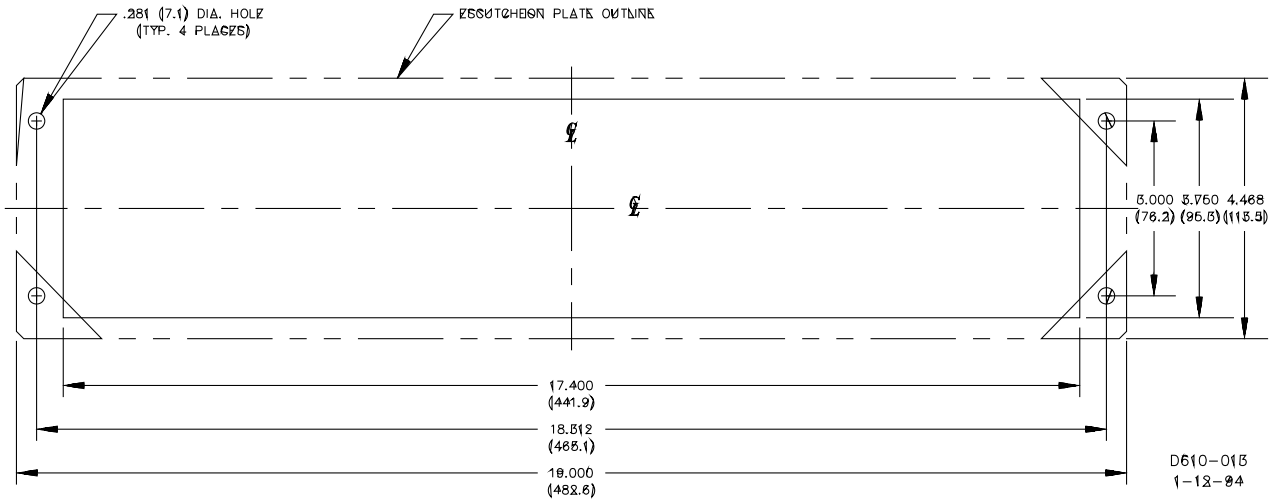 .281 (7.1) DIA. HOLE
(TYP. 4 PLACES)
ESCUTCHEON PLATE OUTLINE
℄
℄
3.000 3.750 4.468
(76.2) (95.3) (113.5)
17.400
(441.9)
18.312
(465.1)
19.000
(482.6)
D610-013
1-12-94